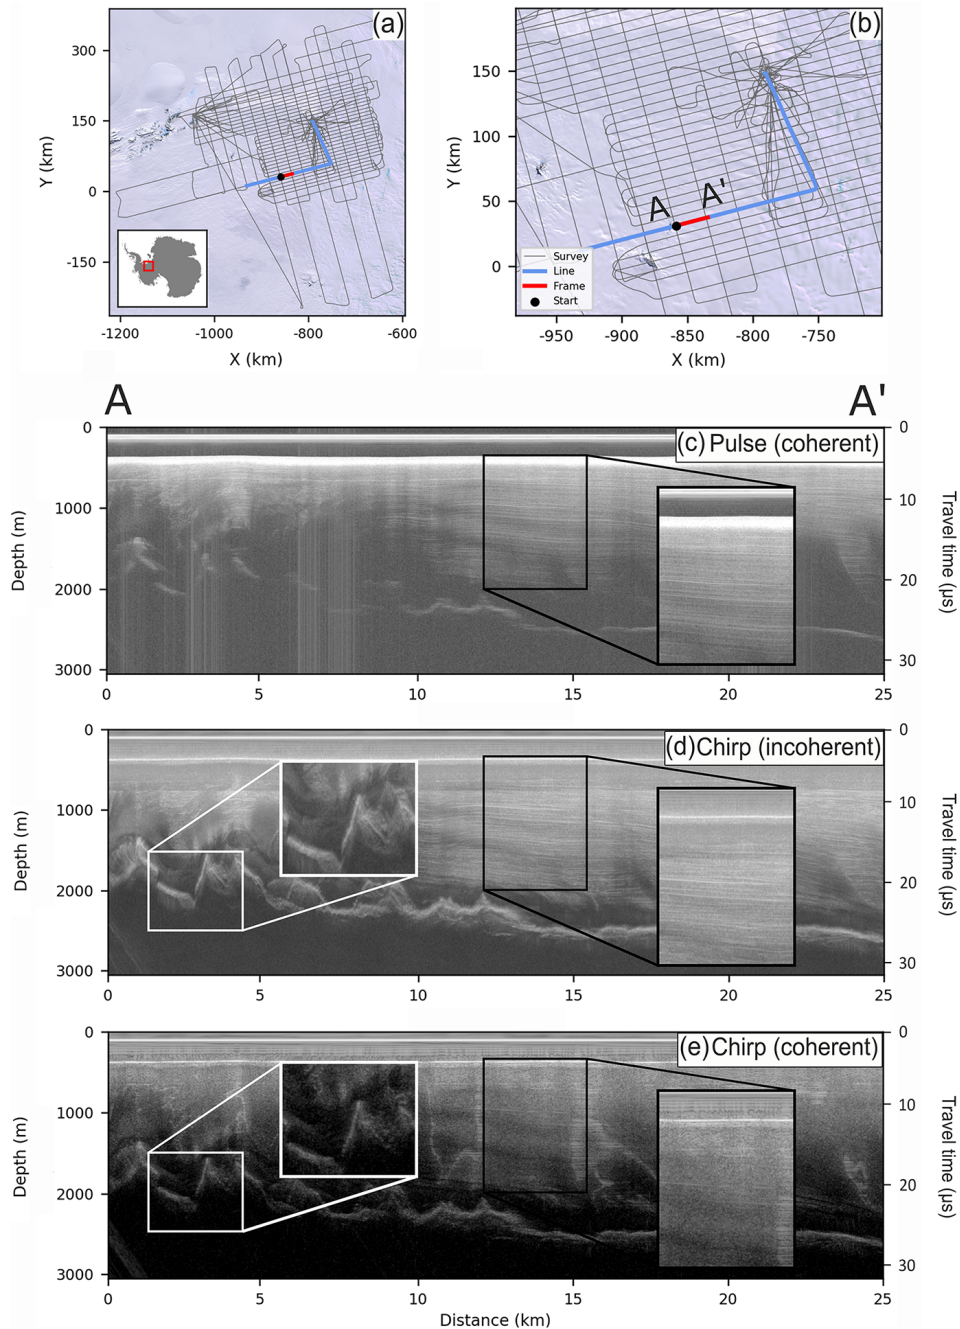 (a)
300
150
0
-150
Y (km)
-1200
-1000
-800
-600
X (km)
(b)
150
100
50
0
Y (km)
A
A'
Survey
Line
Frame
Start
-950
-900
-850
-800
-750
X (km)
A
A'
(c) Pulse (coherent)
0
1000
2000
3000
Depth (m)
0
10
20
30
Travel time (µs)
0
5
10
15
20
25
(d) Chirp (incoherent)
0
1000
2000
3000
Depth (m)
0
10
20
30
Travel time (µs)
0
5
10
15
20
25
(e) Chirp (coherent)
0
1000
2000
3000
Depth (m)
0
10
20
30
Travel time (µs)
0
5
10
15
20
25
Distance (km)